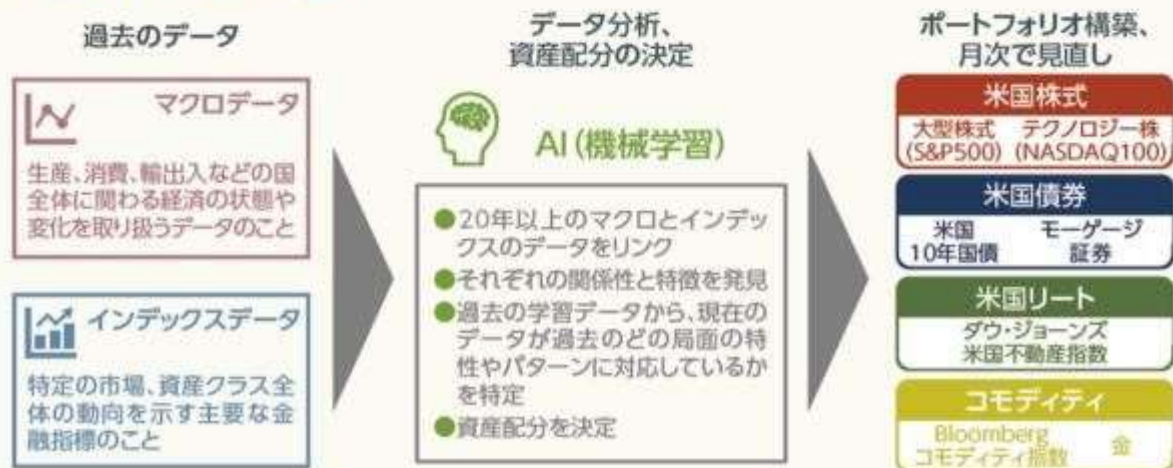 過去のデータ
マクロデータ
生産、消費、輸出入などの国
全体に関わる経済の状態や
変化を取り扱うデータのこと
インデックスデータ
特定の市場、資産クラス全
体の動向を示す主要な金
融指標のこと
データ分析、
資産配分の決定
AI(機械学習)
●20年以上のマクロとインデッ
クスのデータをリンク
●それぞれの関係性と特徴を発見
●過去の学習データから、現在の
データが過去のどの局面の特
性やパターンに対応しているか
を特定
●資産配分を決定
ポートフォリオ構築、
月次で見直し
米国株式
大型株式 テクノロジー株
(S&P500) (NASDAQ100)
米国債券
米国 モーゲージ
10年国債 証券
米国リート
ダウ・ジョーンズ
米国不動産指数
コモディティ
Bloomberg 金
コモディティ指数